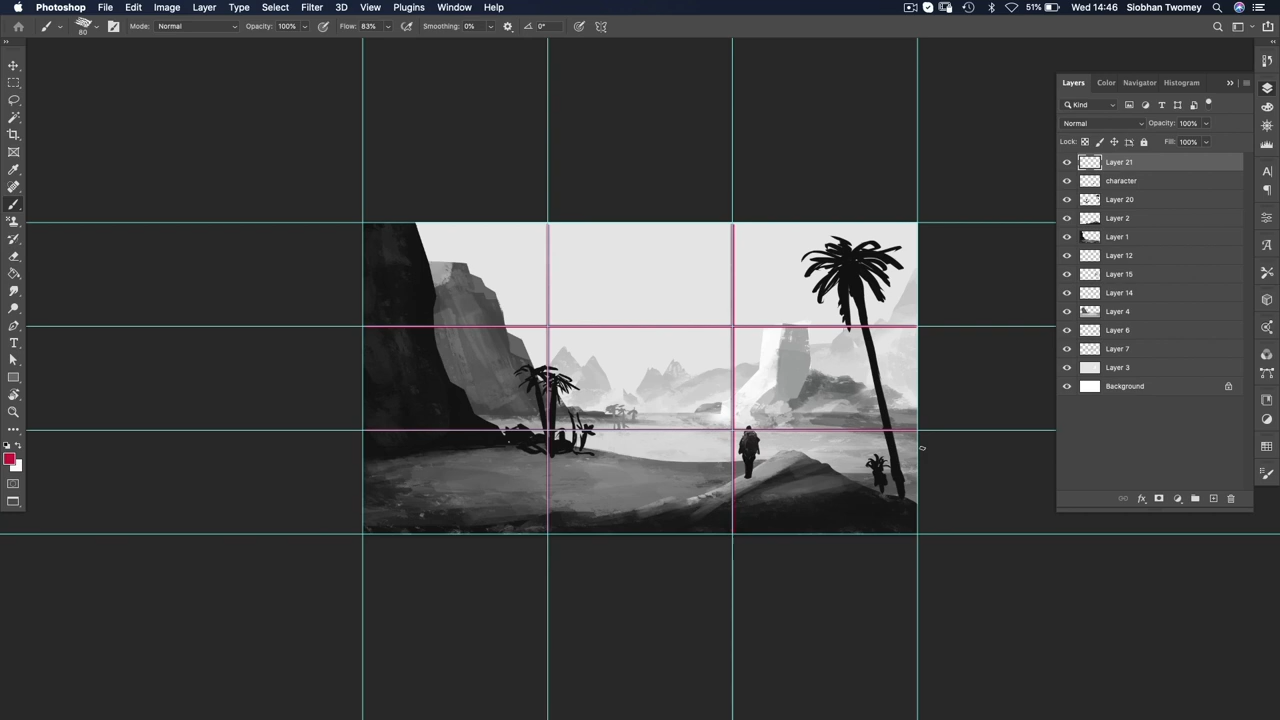 Photoshop File Edit Image Layer Type Select Filter 3D View Plugins Window Help 51% Wed 14:46 Siobhan Twomey
80 Mode: Normal Opacity: 100% Flow: 83% Smoothing: 0% 0°
Layers Color Navigator Histogram
Kind
Normal Opacity: 100%
Lock: Fill: 100%
Layer 21
character
Layer 20
Layer 2
Layer 1
Layer 12
Layer 15
Layer 14
Layer 4
Layer 6
Layer 7
Layer 3
Background